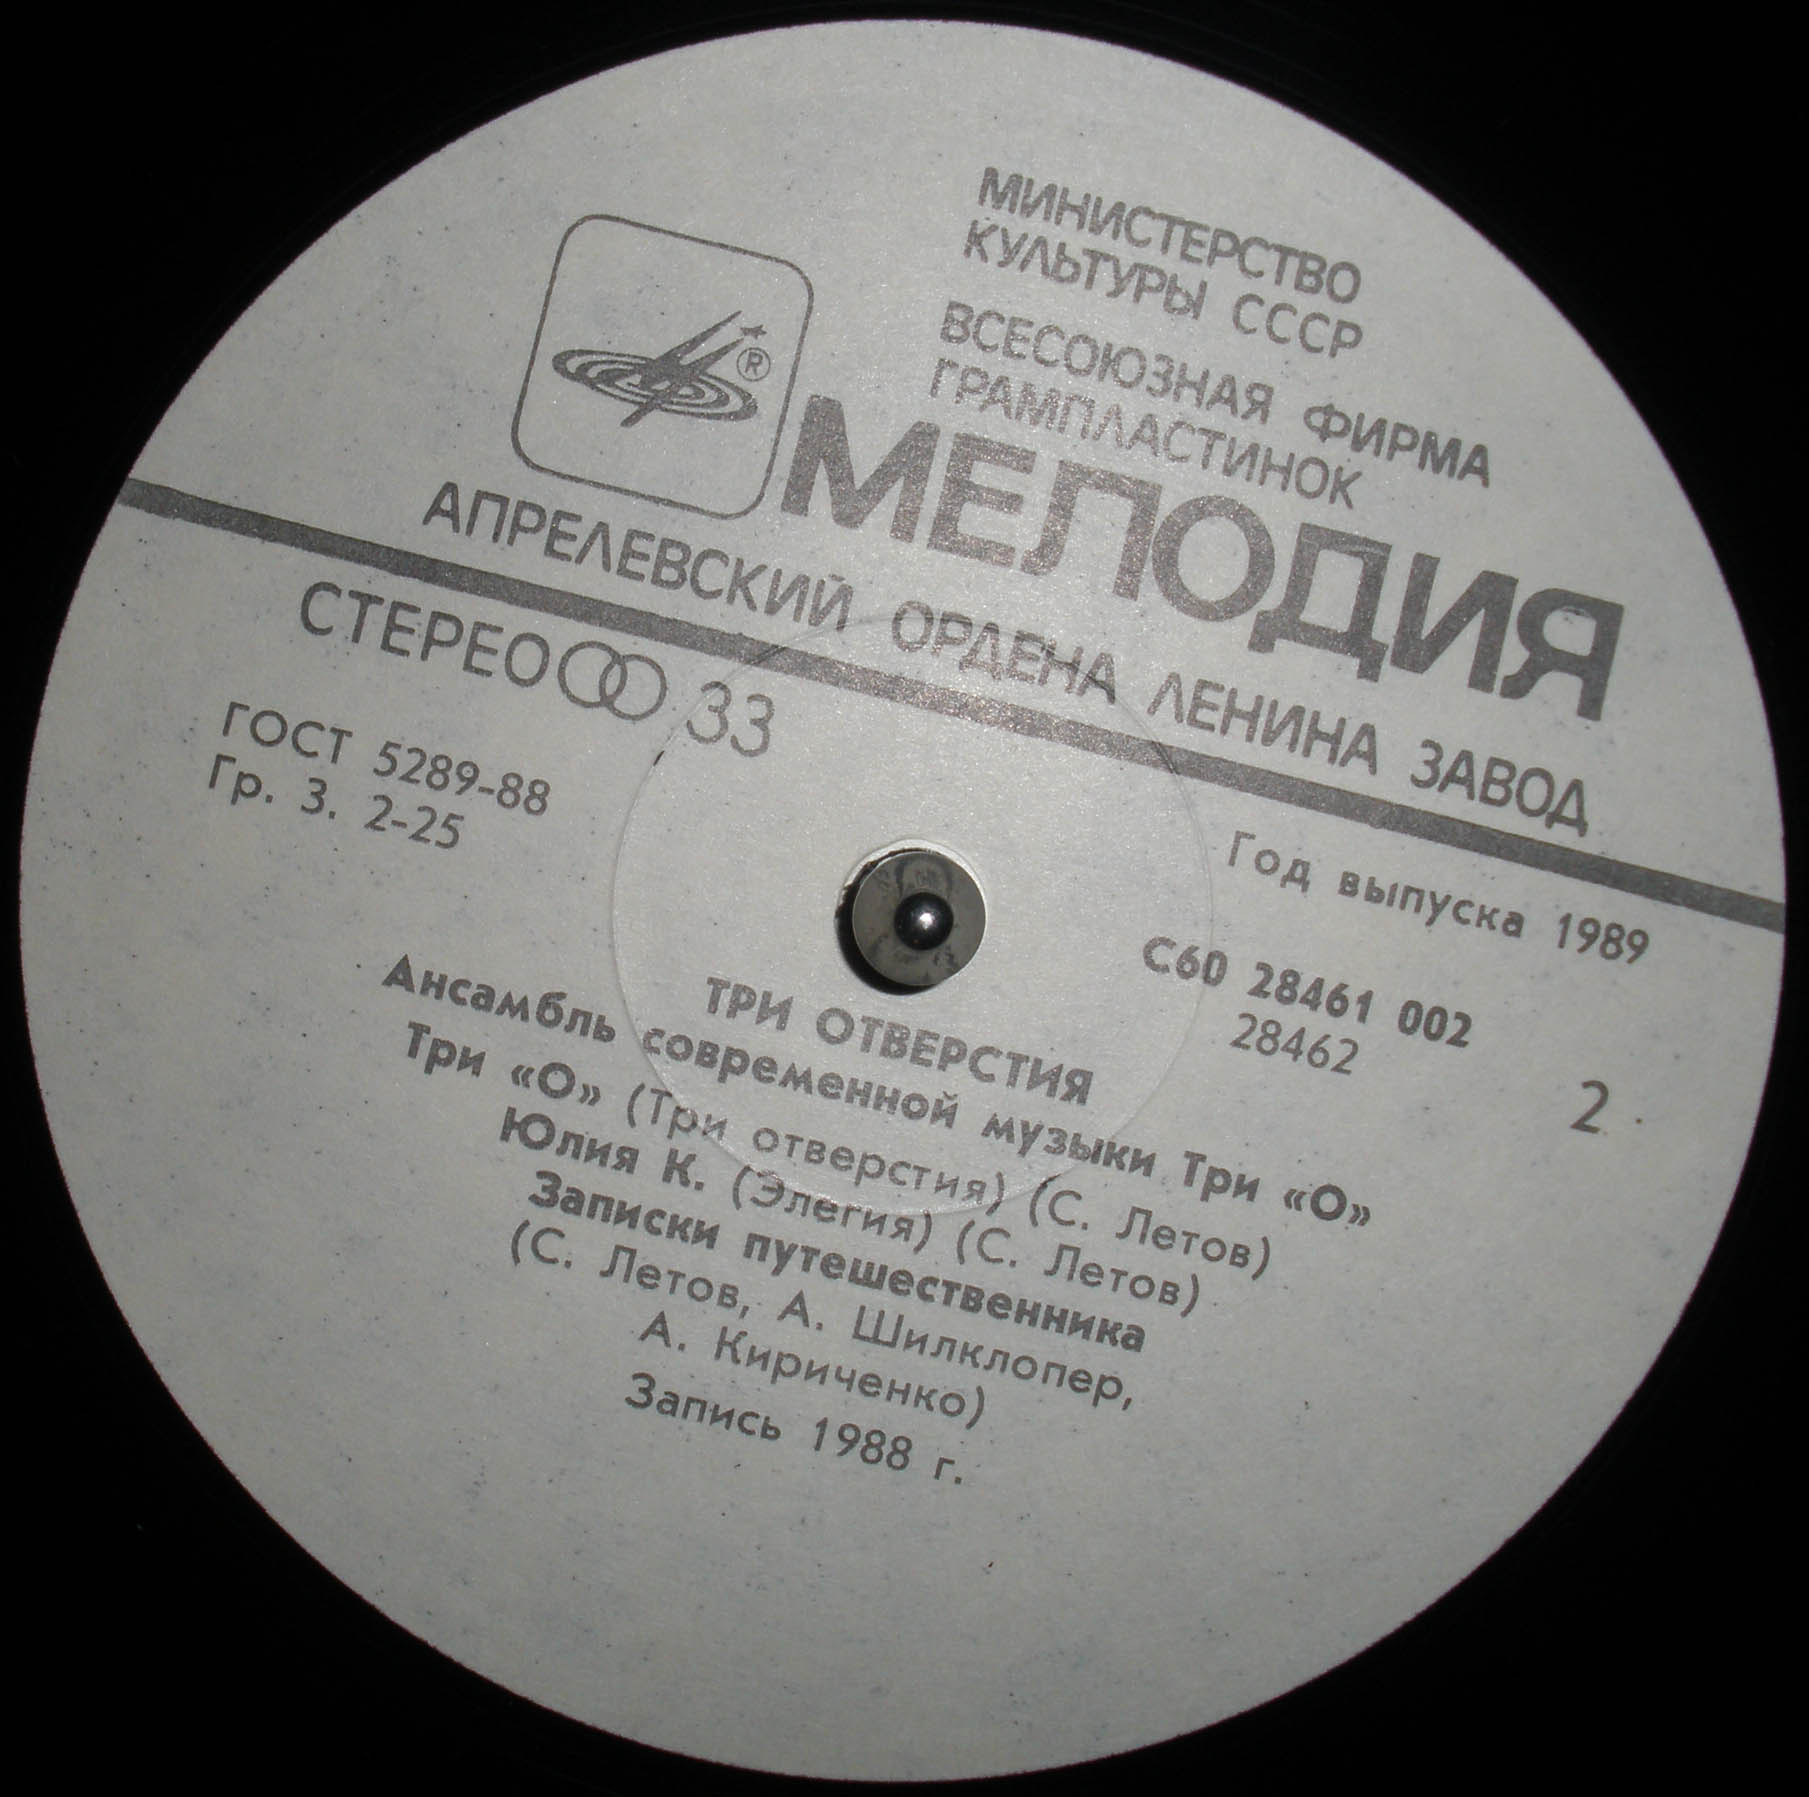 МИНИСТЕРСТВО
КУЛЬТУРЫ СССР
ВСЕСОЮЗНАЯ ФИРМА
ГРАМПЛАСТИНОК
®
МЕЛОДИЯ
АПРЕЛЕВСКИЙ ОРДЕНА ЛЕНИНА ЗАВОД
СТЕРЕО 33
ГОСТ 5289-88
Гр. 3. 2-25
Год выпуска 1989
С60 28461 002
28462
2
ТРИ ОТВЕРСТИЯ
Ансамбль современной музыки Три «О»
Три «О» (Три отверстия) (С. Летов)
Юлия К. (Элегия) (С. Летов)
Записки путешественника
(С. Летов, А. Шилклопер,
А. Кириченко)
Запись 1988 г.